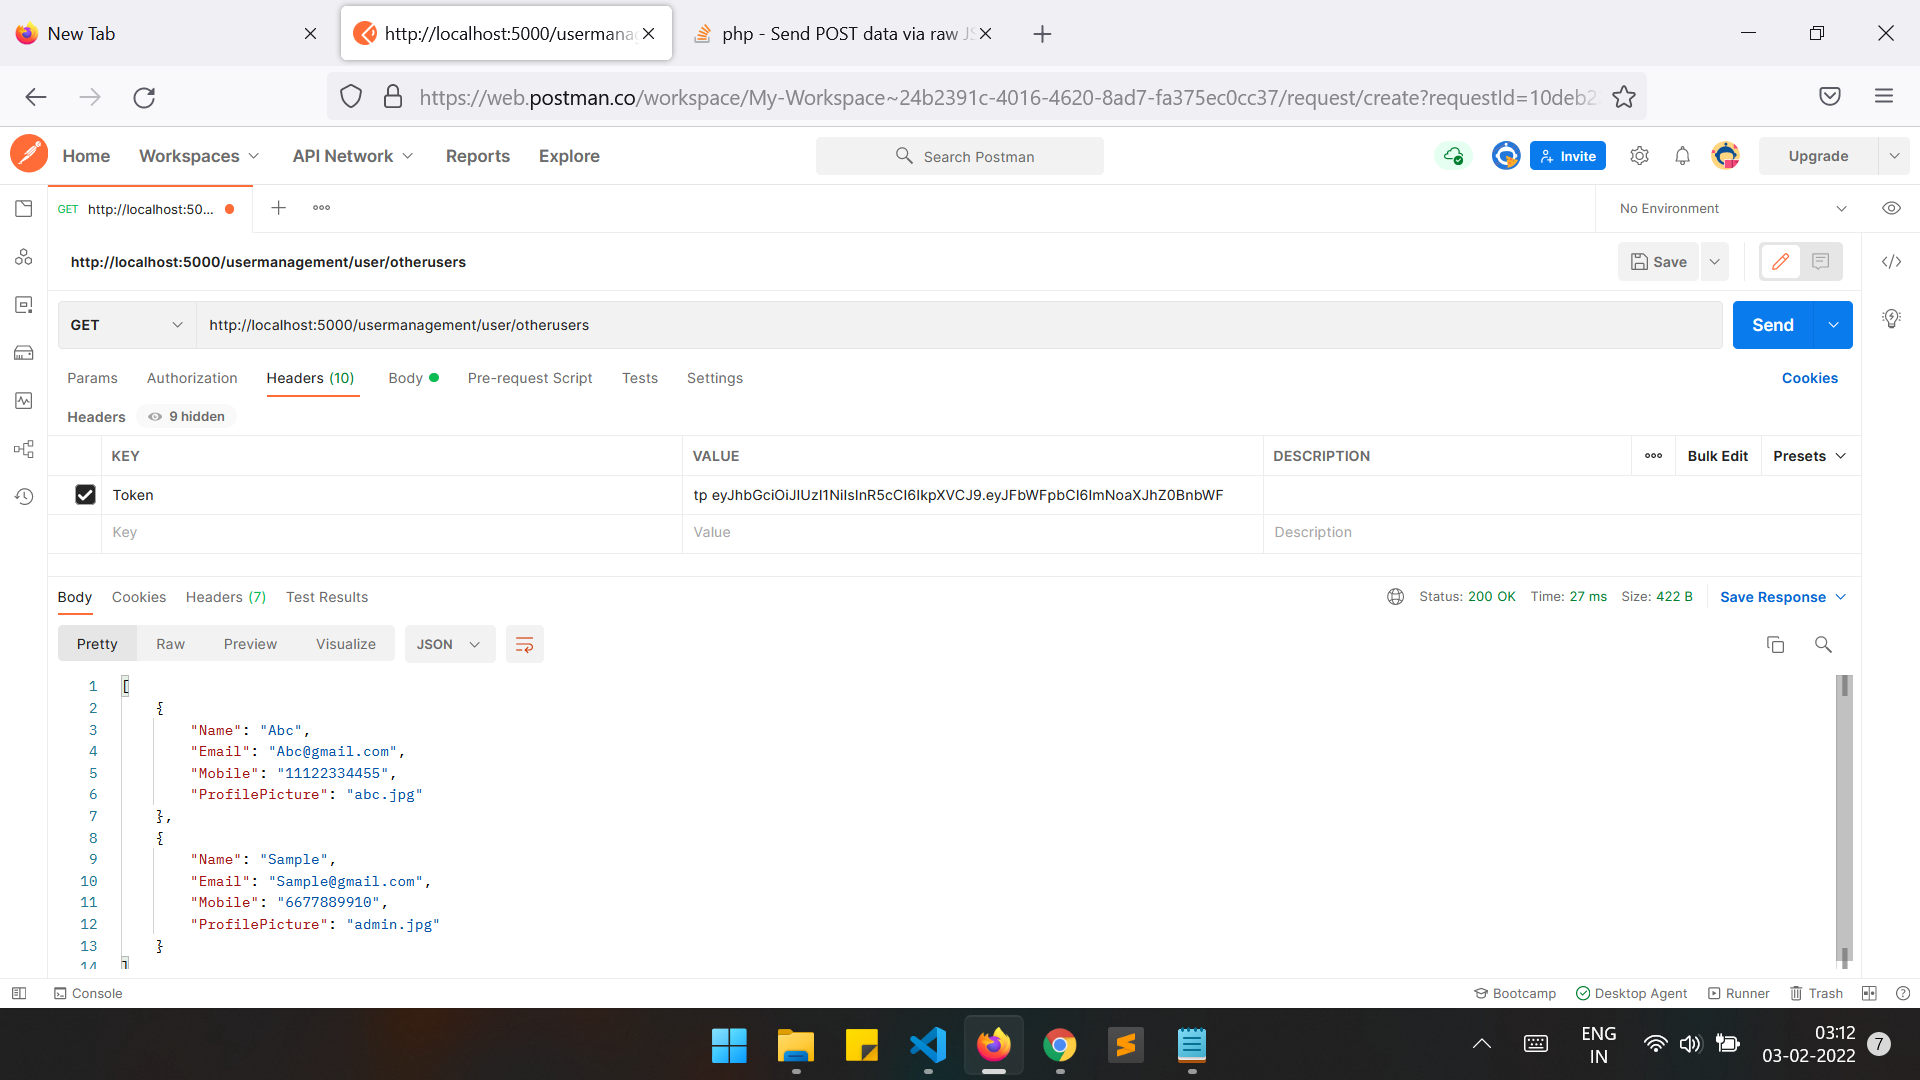 New Tab
http://localhost:5000/usermana
php - Send POST data via raw JS
https://web.postman.co/workspace/My-Workspace~24b2391c-4016-4620-8ad7-fa375ec0cc37/request/create?requestId=10deb2
Home
Workspaces
API Network
Reports
Explore
Search Postman
Invite
Upgrade
GET http://localhost:50...
No Environment
http://localhost:5000/usermanagement/user/otherusers
Save
GET
http://localhost:5000/usermanagement/user/otherusers
Send
Params
Authorization
Headers (10)
Body
Pre-request Script
Tests
Settings
Cookies
Headers
9 hidden
KEY
VALUE
DESCRIPTION
Bulk Edit
Presets
Token
tp
Key
Value
Description
Body
Cookies
Headers (7)
Test Results
Status: 200 OK
Time: 27 ms
Size: 422 B
Save Response
Pretty
Raw
Preview
Visualize
JSON
1 [
2 {
3 "Name": "Abc",
4 "Email": "Abc@gmail.com",
5 "Mobile": "11122334455",
6 "ProfilePicture": "abc.jpg"
7 },
8 {
9 "Name": "Sample",
10 "Email": "Sample@gmail.com",
11 "Mobile": "6677889910",
12 "ProfilePicture": "admin.jpg"
13 }
14 ]
Console
Bootcamp
Desktop Agent
Runner
Trash
ENG
IN
03:12
03-02-2022
7